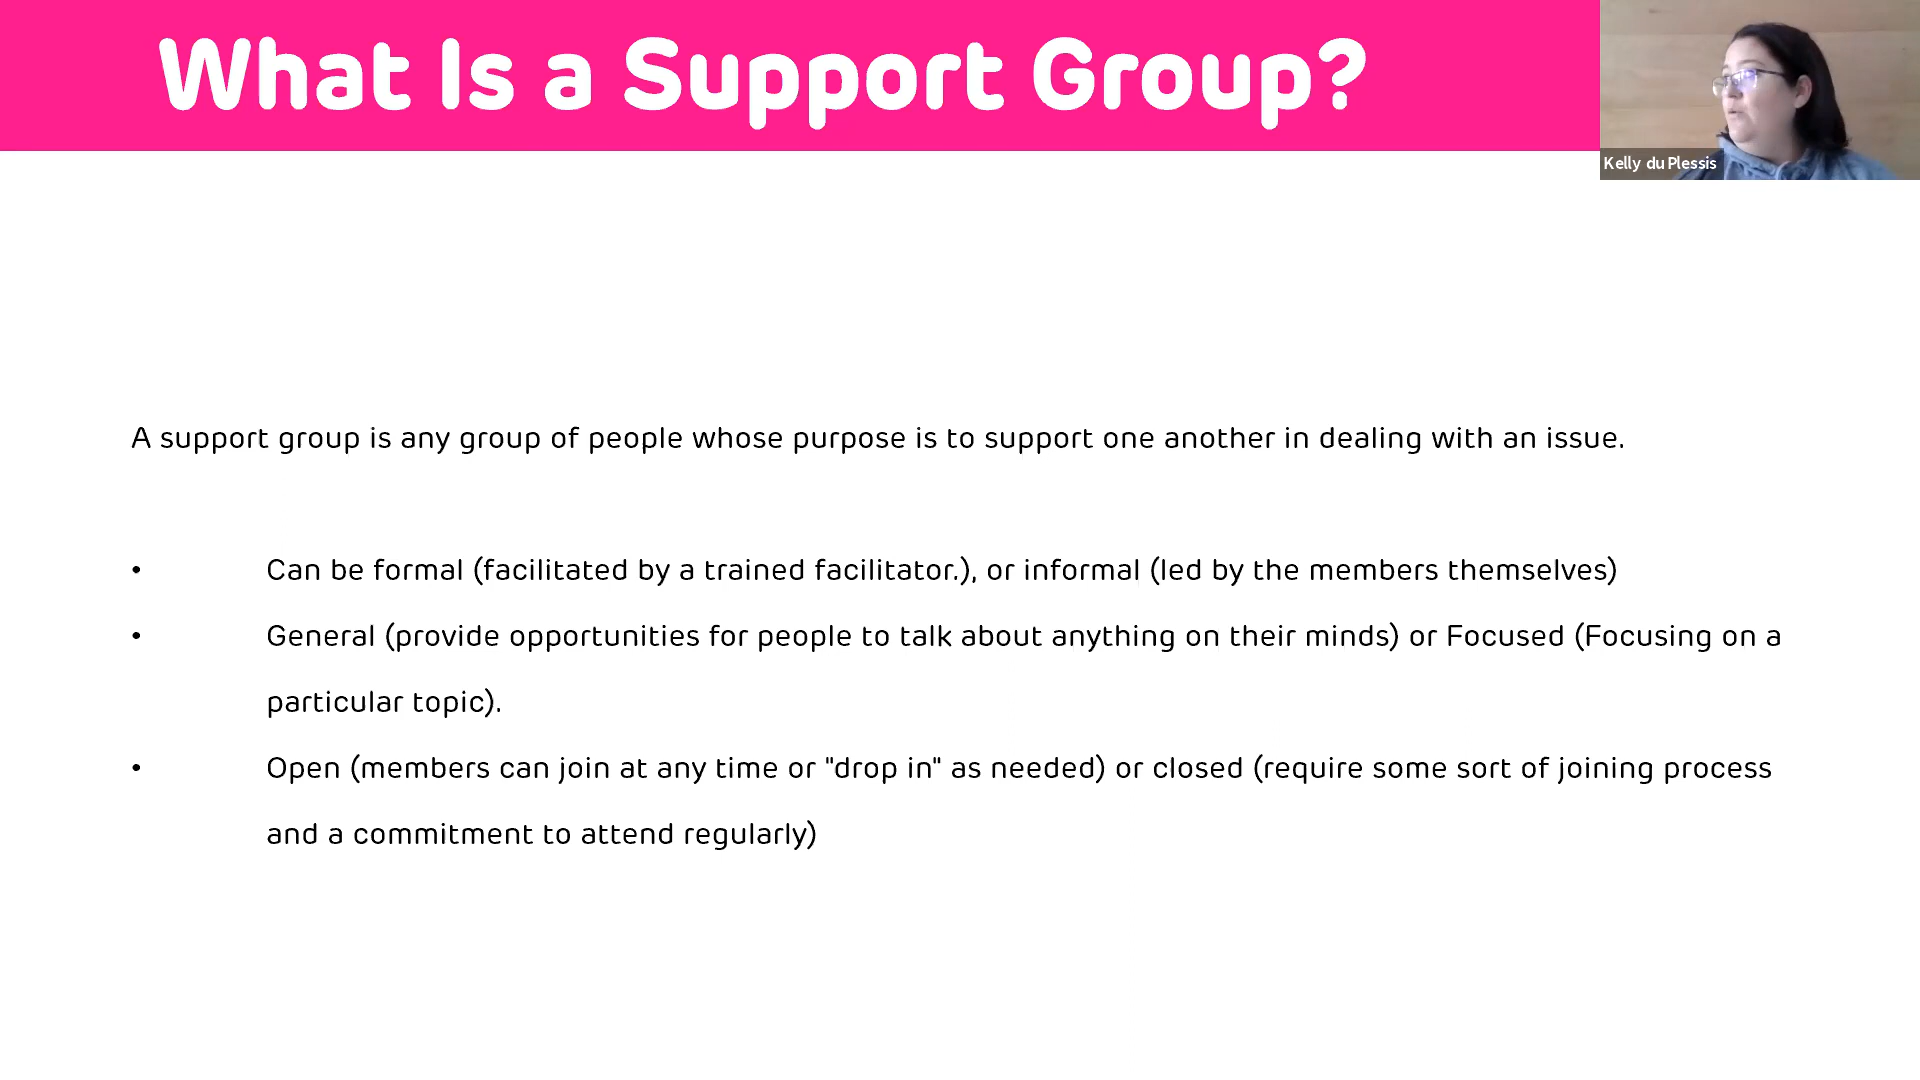 What Is a Support Group?
Kelly du Plessis
A support group is any group of people whose purpose is to support one another in dealing with an issue.
• Can be formal (facilitated by a trained facilitator.), or informal (led by the members themselves)
• General (provide opportunities for people to talk about anything on their minds) or Focused (Focusing on a
particular topic).
• Open (members can join at any time or "drop in" as needed) or closed (require some sort of joining process
and a commitment to attend regularly)